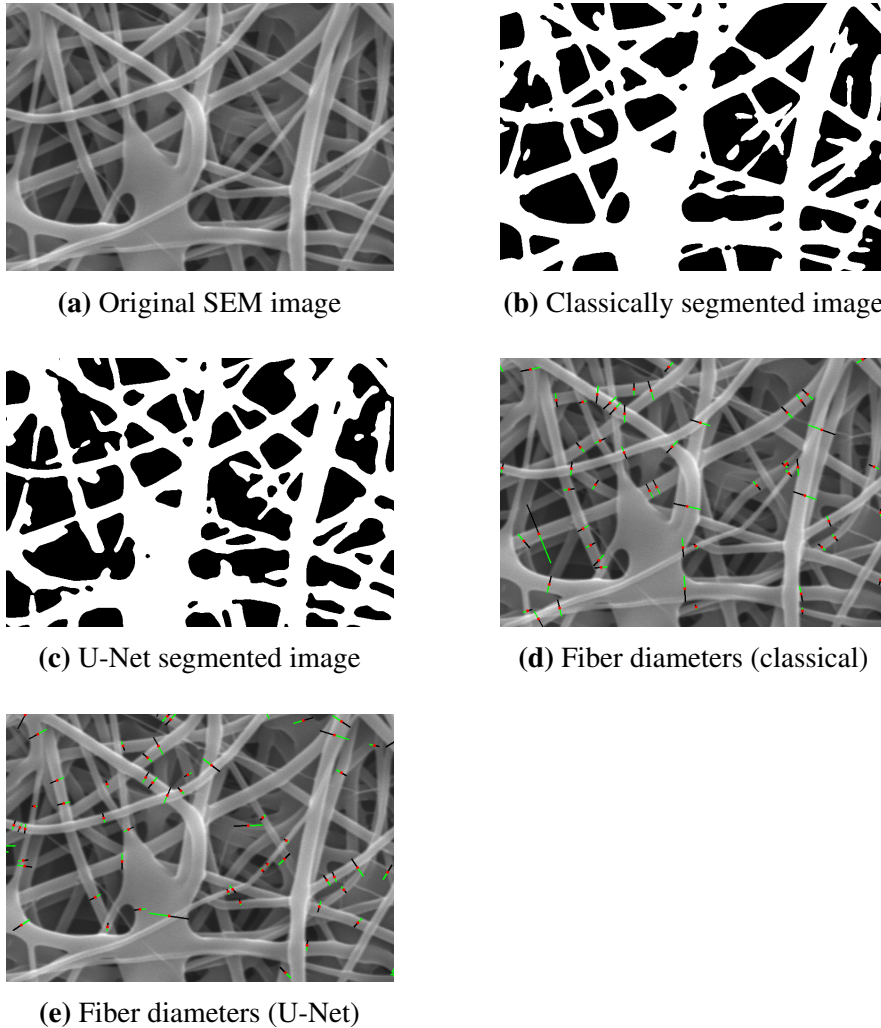 (a) Original SEM image
(b) Classically segmented image
(c) U-Net segmented image
(d) Fiber diameters (classical)
(e) Fiber diameters (U-Net)